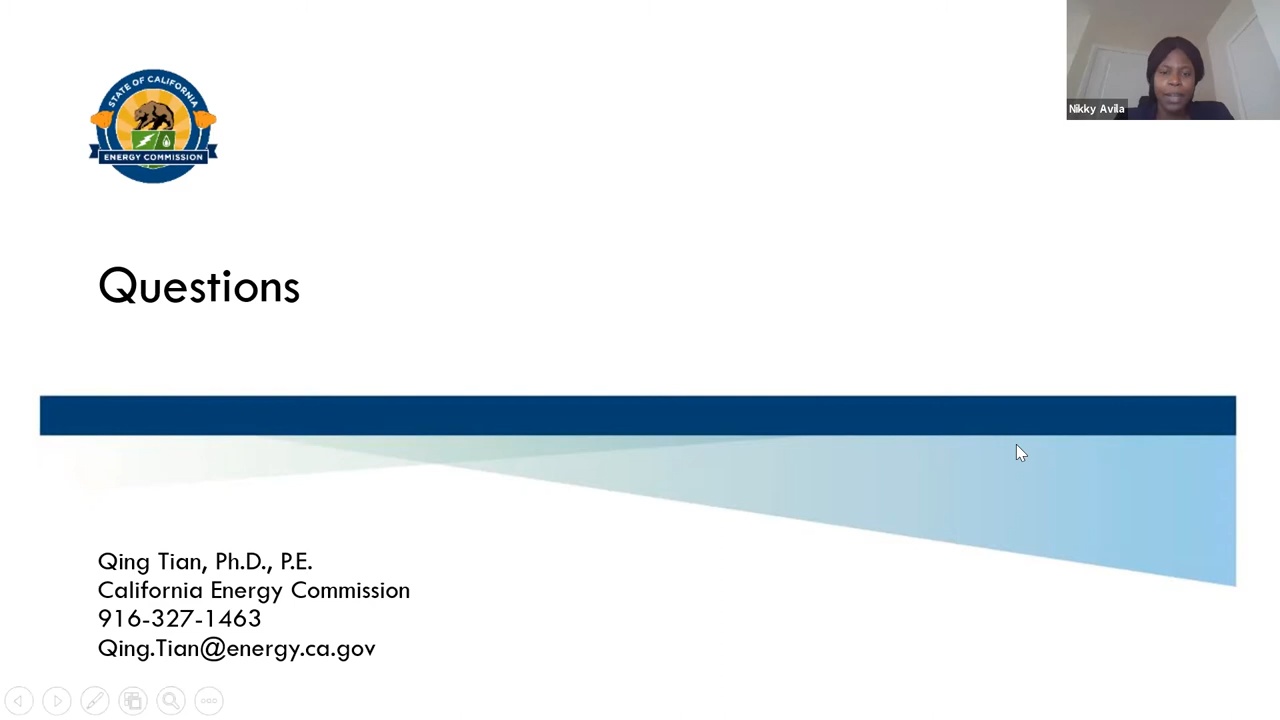 STATE OF CALIFORNIA
ENERGY COMMISSION
Nikky Avila
Questions
Qing Tian, Ph.D., P.E.
California Energy Commission
916-327-1463
Qing.Tian@energy.ca.gov